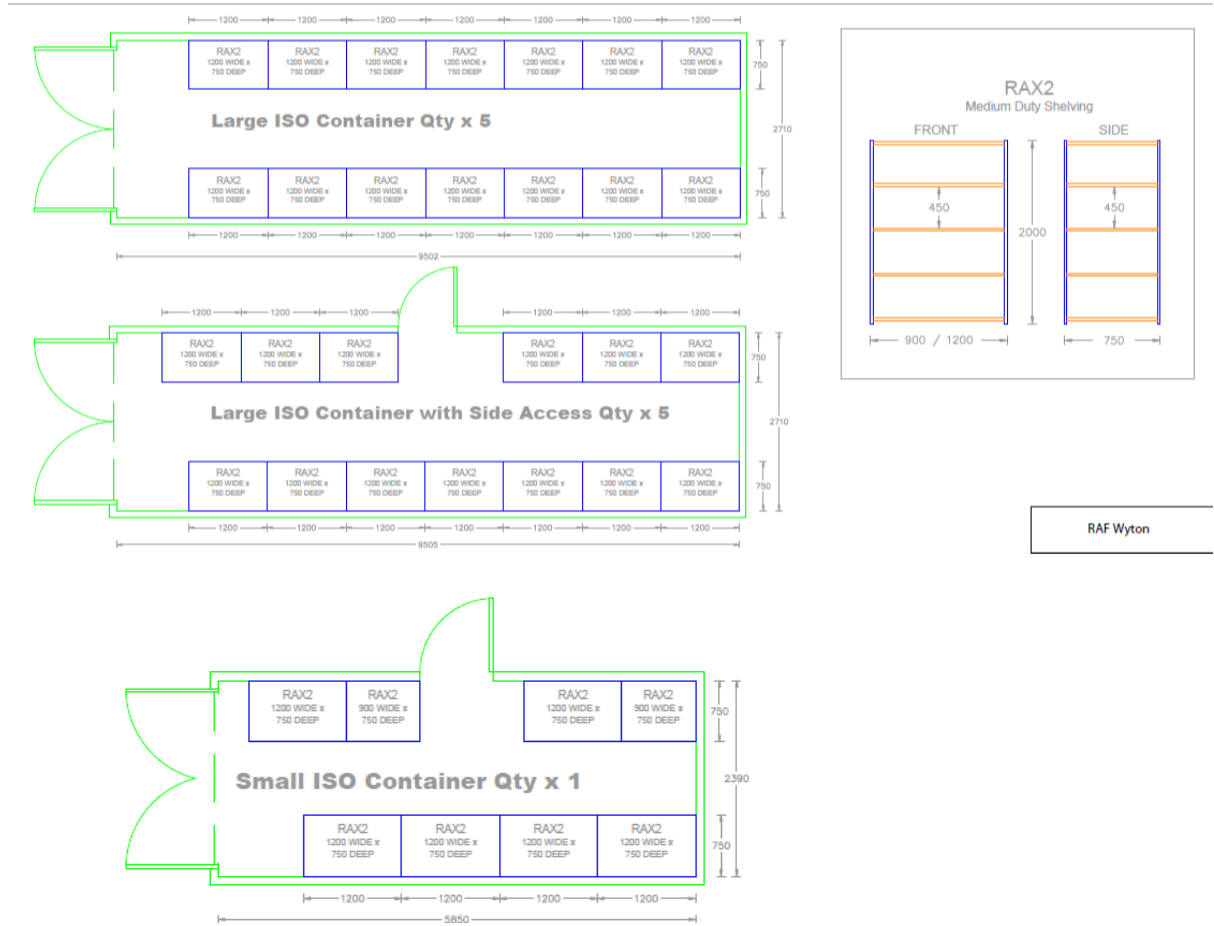 1200 1200 1200 1200 1200 1200 1200
RAX2 RAX2 RAX2 RAX2 RAX2 RAX2 RAX2
1200 WIDE x 1200 WIDE x 1200 WIDE x 1200 WIDE x 1200 WIDE x 1200 WIDE x 1200 WIDE x
750 DEEP 750 DEEP 750 DEEP 750 DEEP 750 DEEP 750 DEEP 750 DEEP
750
Large ISO Container Qty x 5
2710
RAX2 RAX2 RAX2 RAX2 RAX2 RAX2 RAX2
1200 WIDE x 1200 WIDE x 1200 WIDE x 1200 WIDE x 1200 WIDE x 1200 WIDE x 1200 WIDE x
750 DEEP 750 DEEP 750 DEEP 750 DEEP 750 DEEP 750 DEEP 750 DEEP
750
1200 1200 1200 1200 1200 1200 1200
9502
RAX2
Medium Duty Shelving
FRONT SIDE
450 450
2000
900 / 1200 750
1200 1200 1200 1200 1200 1200
RAX2 RAX2 RAX2 RAX2 RAX2 RAX2
1200 WIDE x 1200 WIDE x 1200 WIDE x 1200 WIDE x 1200 WIDE x 1200 WIDE x
750 DEEP 750 DEEP 750 DEEP 750 DEEP 750 DEEP 750 DEEP
750
Large ISO Container with Side Access Qty x 5
2710
RAX2 RAX2 RAX2 RAX2 RAX2 RAX2 RAX2
1200 WIDE x 1200 WIDE x 1200 WIDE x 1200 WIDE x 1200 WIDE x 1200 WIDE x 1200 WIDE x
750 DEEP 750 DEEP 750 DEEP 750 DEEP 750 DEEP 750 DEEP 750 DEEP
750
1200 1200 1200 1200 1200 1200 1200
9505
RAF Wyton
RAX2 RAX2 RAX2 RAX2
1200 WIDE x 900 WIDE x 1200 WIDE x 900 WIDE x
750 DEEP 750 DEEP 750 DEEP 750 DEEP
750
Small ISO Container Qty x 1
2390
RAX2 RAX2 RAX2 RAX2
1200 WIDE x 1200 WIDE x 1200 WIDE x 1200 WIDE x
750 DEEP 750 DEEP 750 DEEP 750 DEEP
750
1200 1200 1200 1200
5850